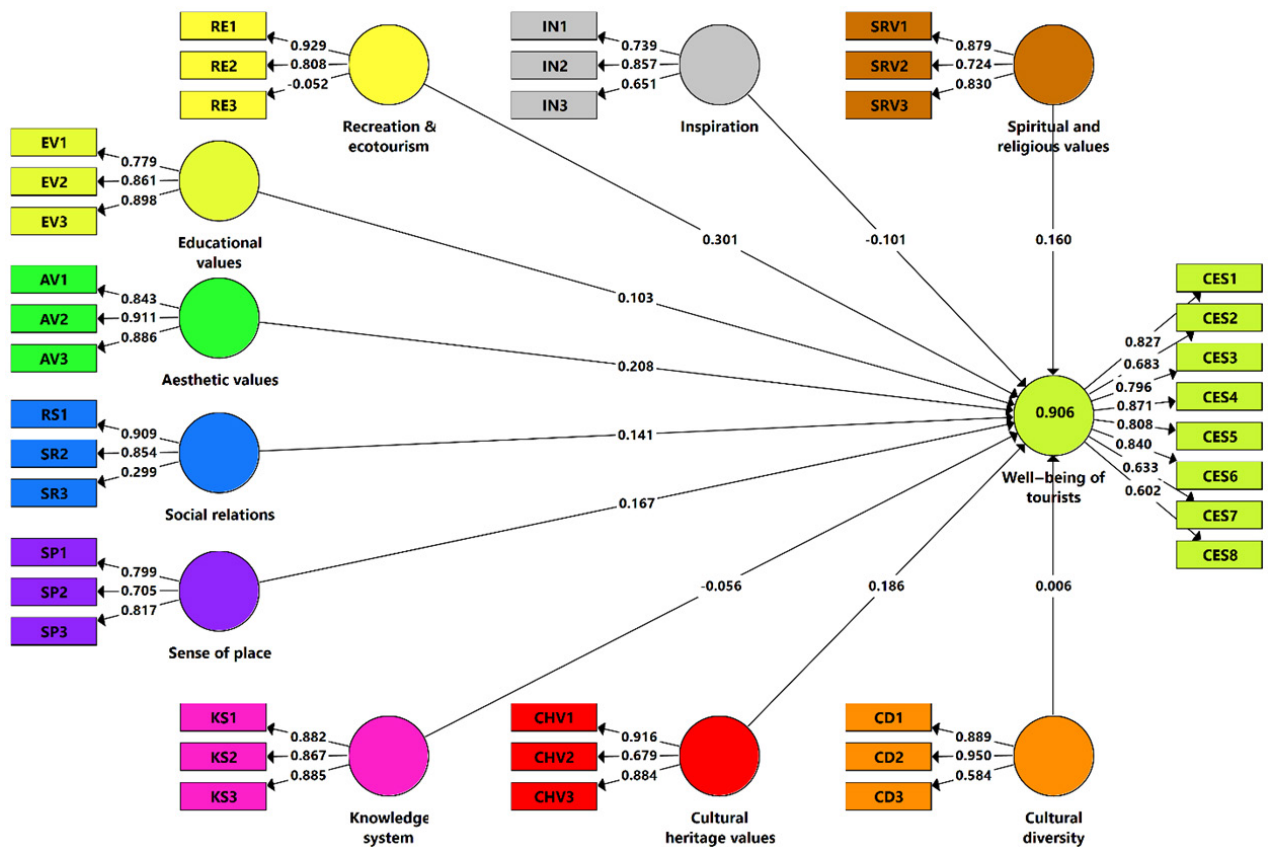 RE1
RE2
RE3
0.929
0.808
-0.052
Recreation &
ecotourism
IN1
IN2
IN3
0.739
0.857
0.651
Inspiration
SRV1
SRV2
SRV3
0.879
0.724
0.830
Spiritual and
religious values
EV1
EV2
EV3
0.779
0.861
0.898
Educational
values
AV1
AV2
AV3
0.843
0.911
0.886
Aesthetic values
RS1
SR2
SR3
0.909
0.854
0.299
Social relations
SP1
SP2
SP3
0.799
0.705
0.817
Sense of place
0.301
-0.101
0.160
0.103
0.208
0.141
0.167
-0.056
0.186
0.006
0.906
Well-being of
tourists
0.827
0.683
0.796
0.871
0.808
0.840
0.633
0.602
CES1
CES2
CES3
CES4
CES5
CES6
CES7
CES8
KS1
KS2
KS3
0.882
0.867
0.885
Knowledge
system
CHV1
CHV2
CHV3
0.916
0.679
0.884
Cultural
heritage values
CD1
CD2
CD3
0.889
0.950
0.584
Cultural
diversity